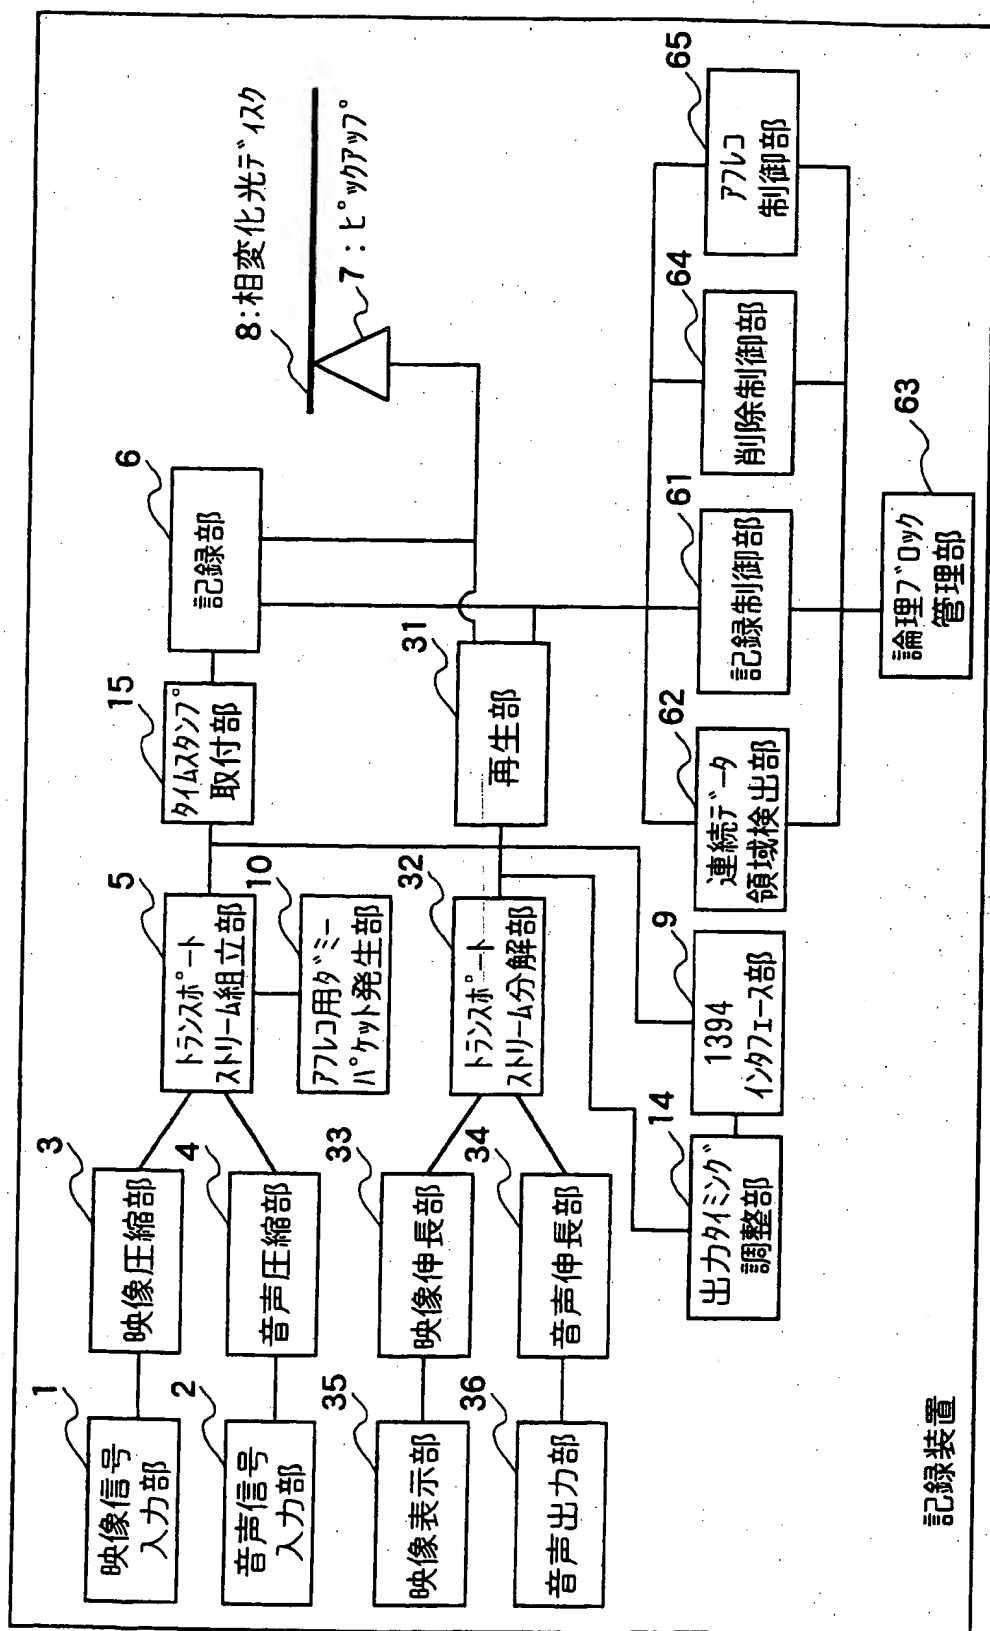 1
映像信号
入力部
3
映像圧縮部
5
トランスポート
ストリーム組立部
15
タイムスタンプ
取付部
6
記録部
8:相変化光ディスク
7:ピックアップ
2
音声信号
入力部
4
音声圧縮部
10
アフレコ用ダミー
パケット発生部
35
映像表示部
33
映像伸長部
32
トランスポート
ストリーム分解部
31
再生部
36
音声出力部
34
音声伸長部
14
出力タイミング
調整部
9
1394
インタフェース部
62
連続データ
領域検出部
61
記録制御部
64
削除制御部
65
アフレコ
制御部
63
論理ブロック
管理部
記録装置